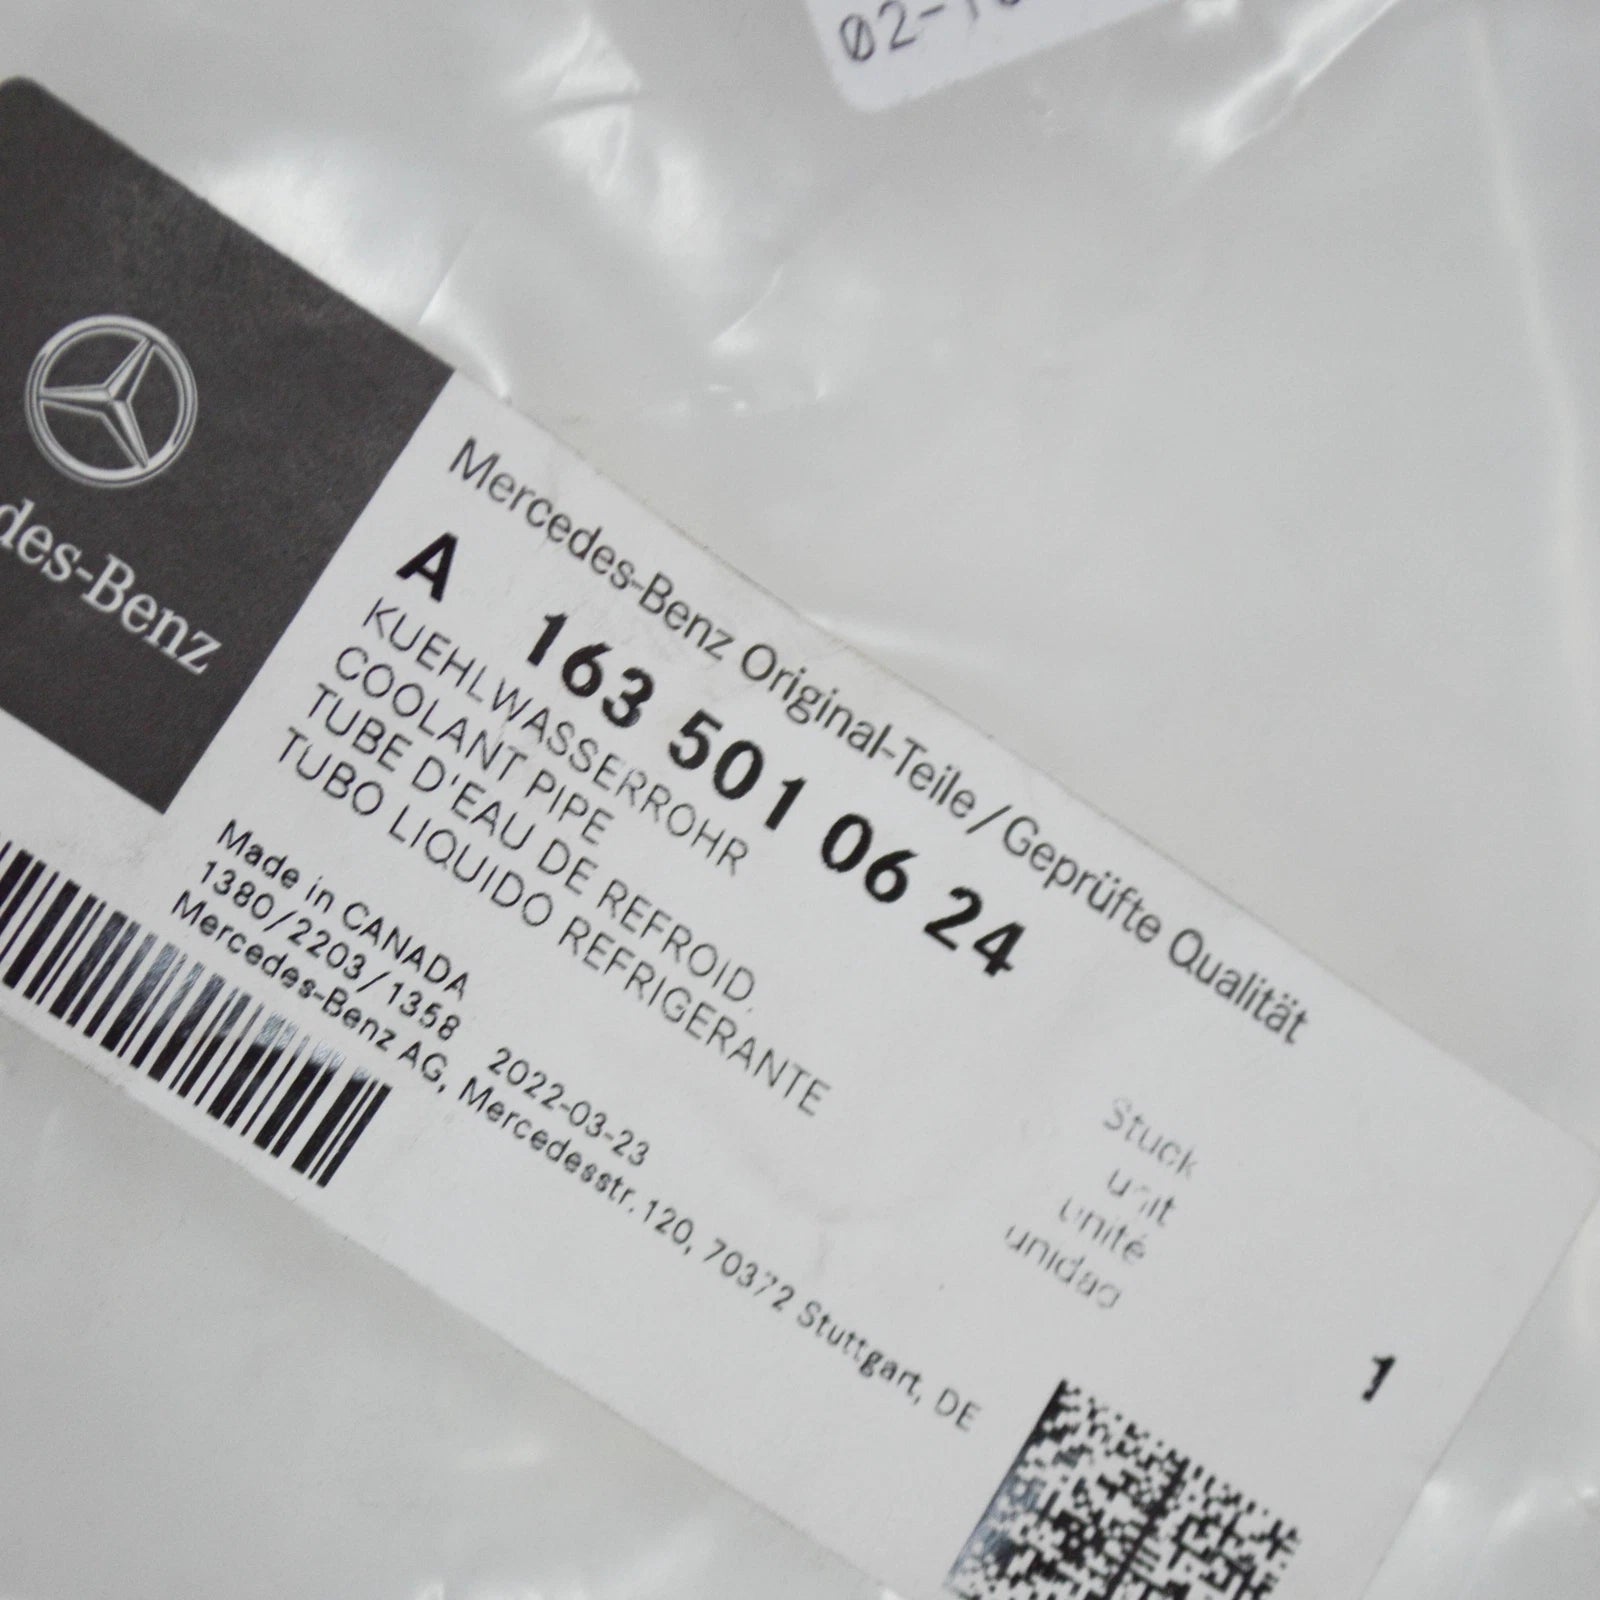 des-Benz
Mercedes-Benz Original-Teile / Geprüfte Qualität
A 163 501 06 24
KUEHLWASSERROHR
COOLANT PIPE
TUBE D'EAU DE REFROID.
TUBO LIQUIDO REFRIGERANTE
Made in CANADA
1380/2203/1358 2022-03-23
Mercedes-Benz AG, Mercedesstr. 120, 70372 Stuttgart, DE
Stuck
unit
unité
unidad
1